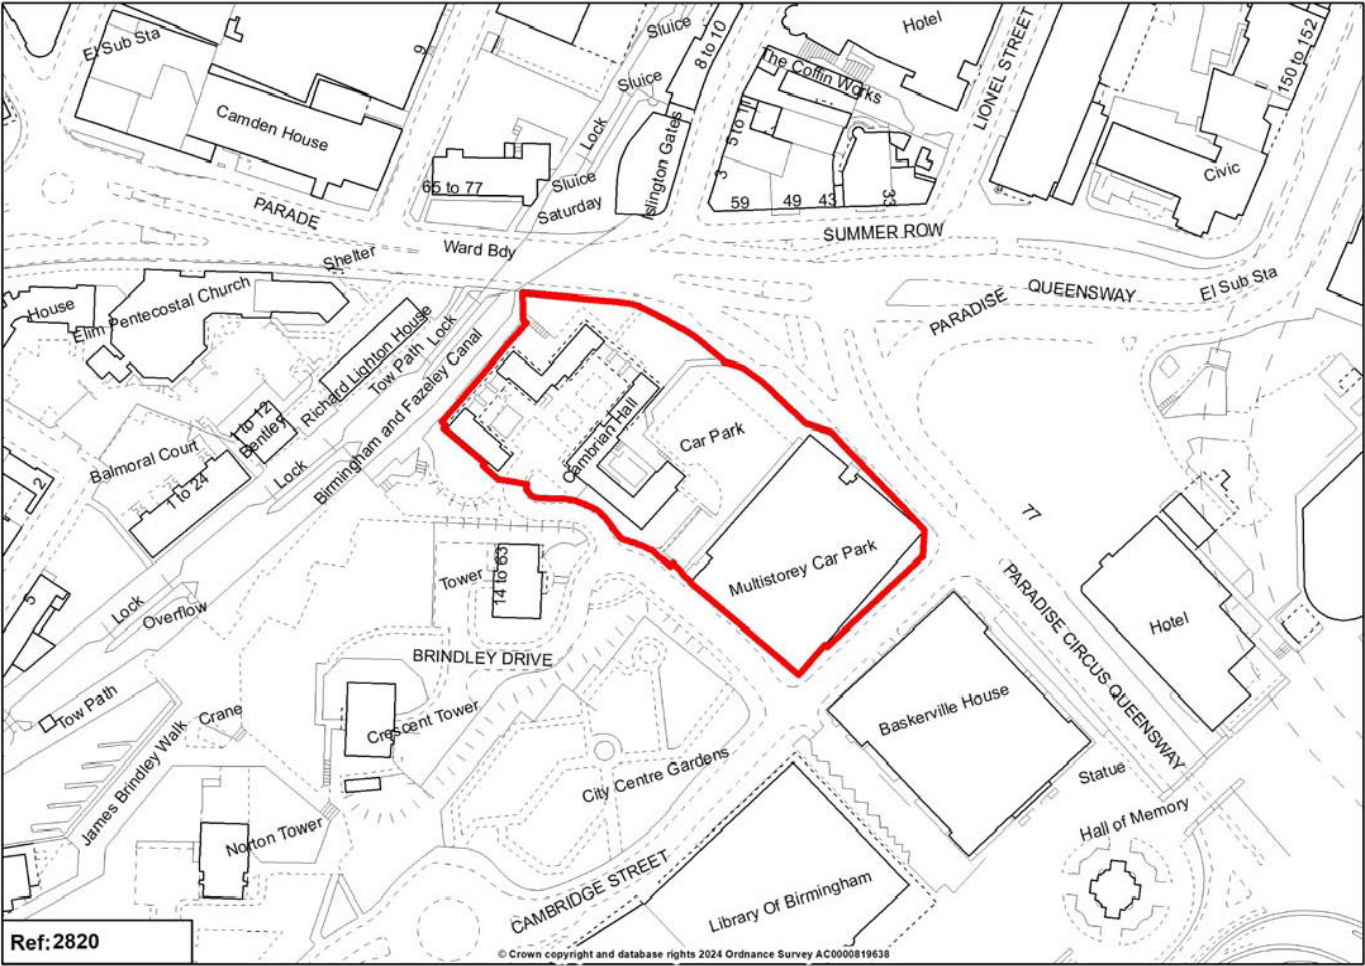 Hotel
Sluice
El Sub Sta
8 to 10
9
LIONEL STREET
150 to 152
The Coffin Works
Sluice
Camden House
Lock
5 to 11
Islington Gates
Civic
3
65 to 77
Sluice
Saturday
59
49
43
33
PARADE
SUMMER ROW
Ward Bdy
Shelter
El Sub Sta
QUEENSWAY
PARADISE
House
Elim Pentecostal Church
Richard Lighton House
Lock
Tow Path
Birmingham and Fazeley Canal
1 to 12
Bentley
Cambrian Hall
Car Park
Balmoral Court
Lock
1 to 24
2
77
Multistorey Car Park
Tower
14 to 63
5
Lock
Overflow
PARADISE CIRCUS QUEENSWAY
Hotel
BRINDLEY DRIVE
Tow Path
Crane
Crescent Tower
Baskerville House
James Brindley Walk
City Centre Gardens
Statue
Hall of Memory
Norton Tower
CAMBRIDGE STREET
Library Of Birmingham
Ref:2820
© Crown copyright and database rights 2024 Ordnance Survey AC0000819638